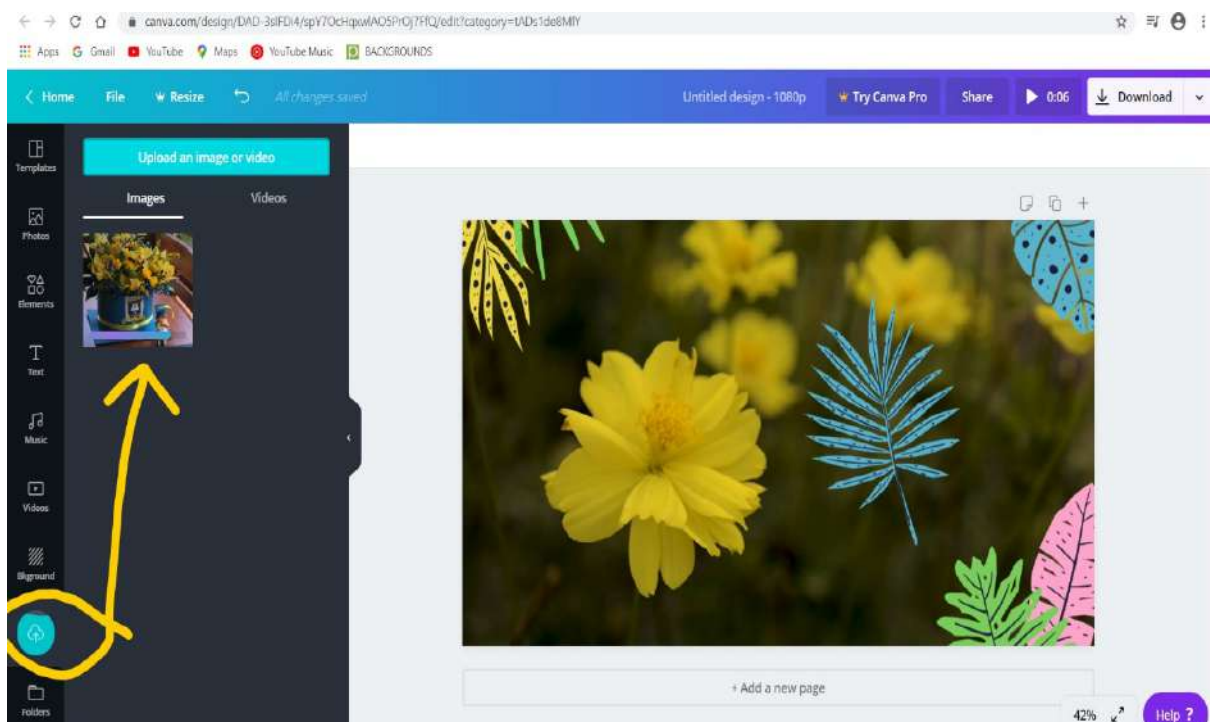 canva.com/design/DAD-3slFDI4/spY7OcHqxwlAO5PrOj7FfQ/edit?category=tADs1de8MlY
Apps Gmail YouTube Maps YouTube Music BACKGROUNDS
Home File Resize All changes saved Untitled design - 1080p Try Canva Pro Share 0:06 Download
Templates
Upload an image or video
Images Videos
Photos
Elements
Text
Music
Videos
Bkground
Folders
+ Add a new page
42% Help ?